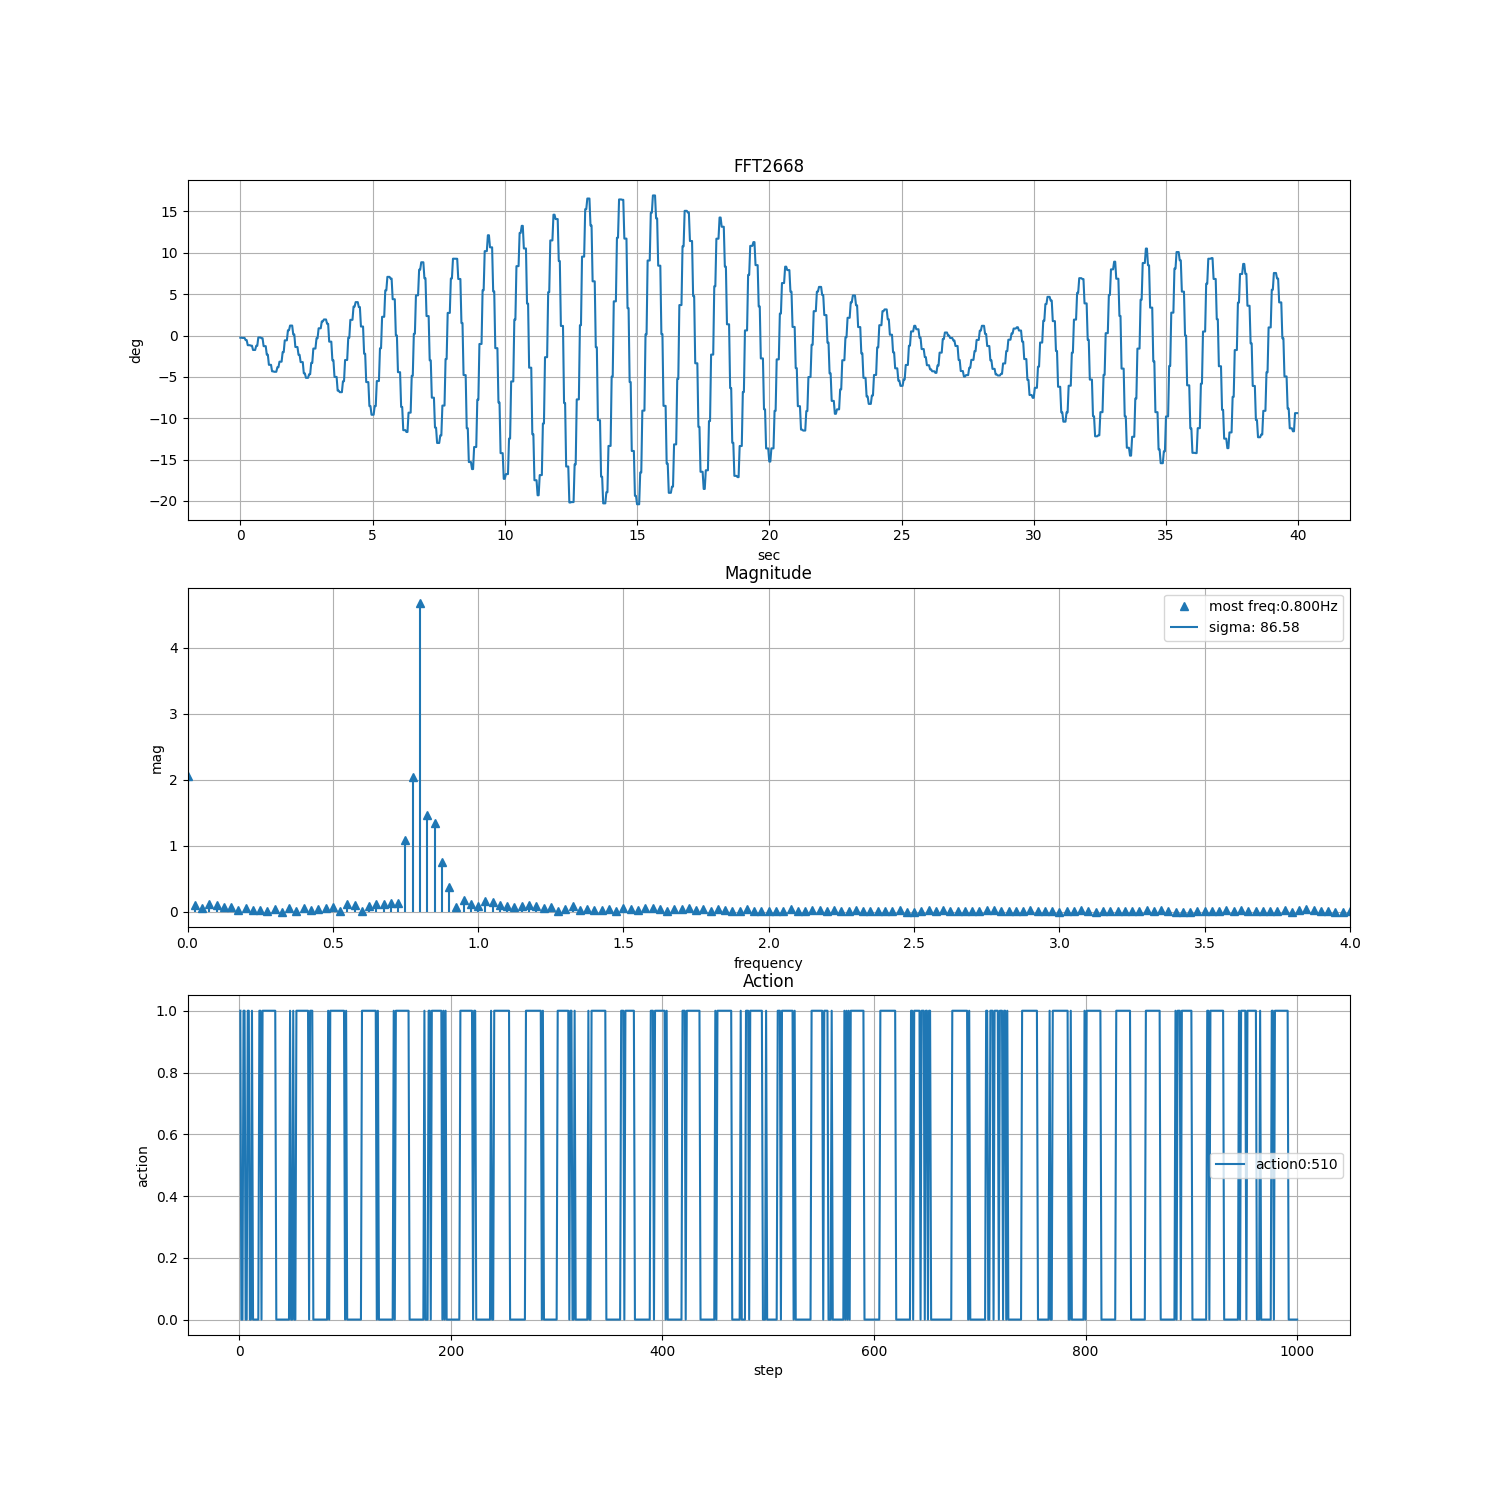 FFT2668
15
10
5
0
−5
−10
−15
−20
deg
0 5 10 15 20 25 30 35 40
sec
Magnitude
most freq:0.800Hz
sigma: 86.58
4
3
2
1
0
mag
0.0 0.5 1.0 1.5 2.0 2.5 3.0 3.5 4.0
frequency
Action
1.0
0.8
0.6
0.4
0.2
0.0
action
action0:510
0 200 400 600 800 1000
step